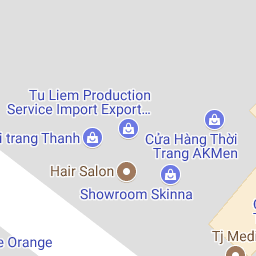 Tu Liem Production
Service Import Export...
i trang Thanh
Cửa Hàng Thời
Trang AKMen
Hair Salon
Showroom Skinna
Tj Medi
e Orange